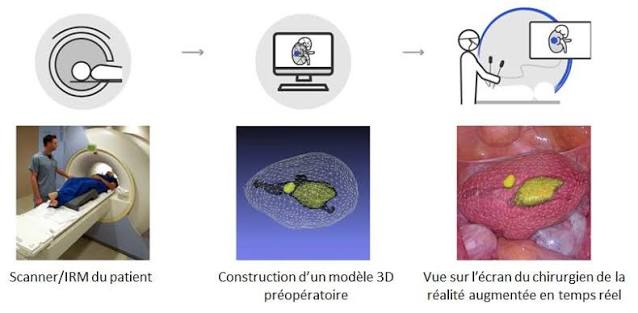 Scanner/IRM du patient
Construction d'un modèle 3D
préopératoire
Vue sur l'écran du chirurgien de la
réalité augmentée en temps réel